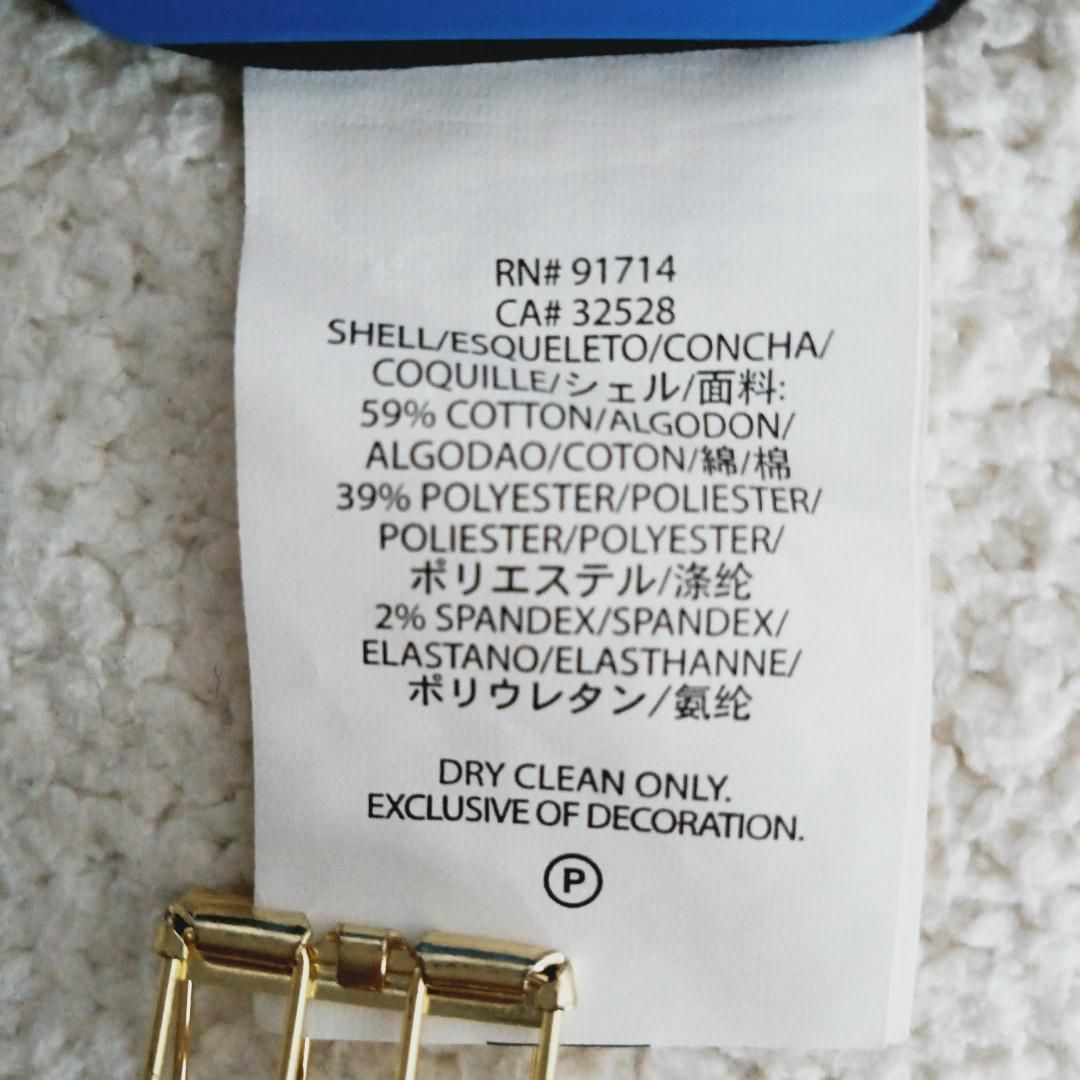 RN# 91714
CA# 32528
SHELL/ESQUELETO/CONCHA/
COQUILLE/シェル/面料:
59% COTTON/ALGODON/
ALGODAO/COTON/綿/棉
39% POLYESTER/POLIESTER/
POLIESTER/POLYESTER/
ポリエステル/涤纶
2% SPANDEX/SPANDEX/
ELASTANO/ELASTHANNE/
ポリウレタン/氨纶
DRY CLEAN ONLY.
EXCLUSIVE OF DECORATION.
P